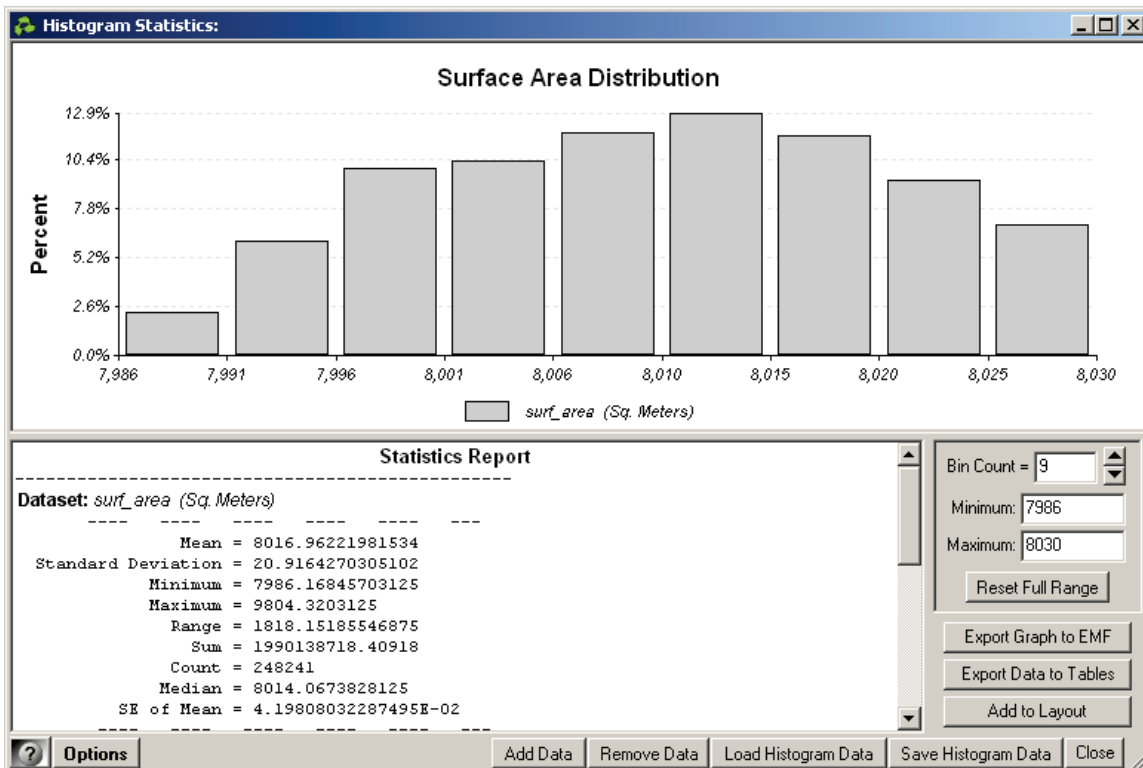 Histogram Statistics:
Surface Area Distribution
Percent
12.9%
10.4%
7.8%
5.2%
2.6%
0.0%
7,986 7,991 7,996 8,001 8,006 8,010 8,015 8,020 8,025 8,030
surf_area (Sq. Meters)
Statistics Report
------------------------------------------------
Dataset: surf_area (Sq. Meters)
---- ---- ---- ---- ---- ---
Mean = 8016.96221981534
Standard Deviation = 20.9164270305102
Minimum = 7986.16845703125
Maximum = 9804.3203125
Range = 1818.15185546875
Sum = 1990138718.40918
Count = 248241
Median = 8014.0673828125
SE of Mean = 4.19808032287495E-02
---- ---- ---- ---- ---- ---
Bin Count = 9
Minimum: 7986
Maximum: 8030
Reset Full Range
Export Graph to EMF
Export Data to Tables
Add to Layout
? Options Add Data Remove Data Load Histogram Data Save Histogram Data Close